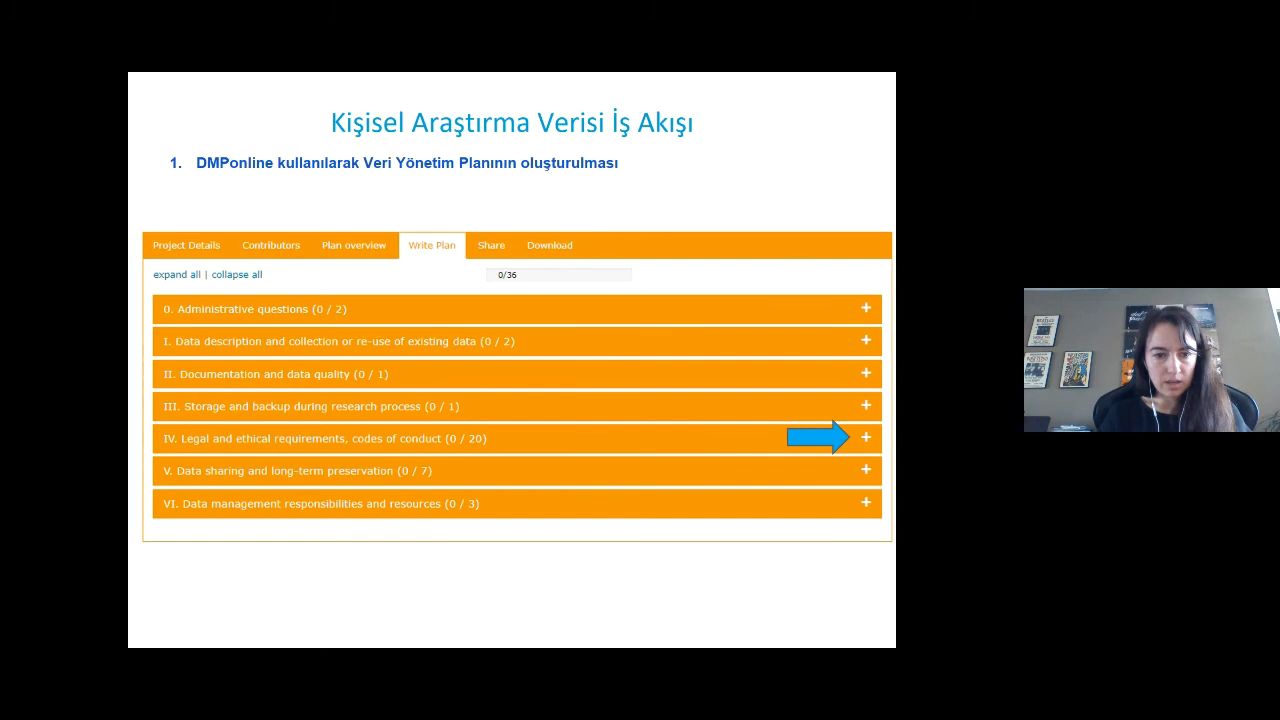 Kişisel Araştırma Verisi İş Akışı
1. DMPonline kullanılarak Veri Yönetim Planının oluşturulması
Project Details Contributors Plan overview Write Plan Share Download
expand all | collapse all 0/36
0. Administrative questions (0 / 2) +
I. Data description and collection or re-use of existing data (0 / 2) +
II. Documentation and data quality (0 / 1) +
III. Storage and backup during research process (0 / 1) +
IV. Legal and ethical requirements, codes of conduct (0 / 20) +
V. Data sharing and long-term preservation (0 / 7) +
VI. Data management responsibilities and resources (0 / 3) +